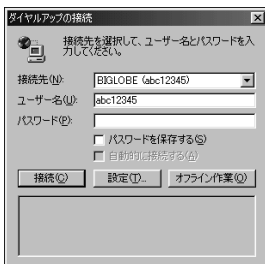 ダイヤルアップの接続
接続先を選択して、ユーザー名とパスワードを入
力してください。
接続先(N): BIGLOBE (abc12345)
ユーザー名(U): abc12345
パスワード(P):
パスワードを保存する(S)
自動的に接続する(A)
接続(C) 設定(T)... オフライン作業(O)